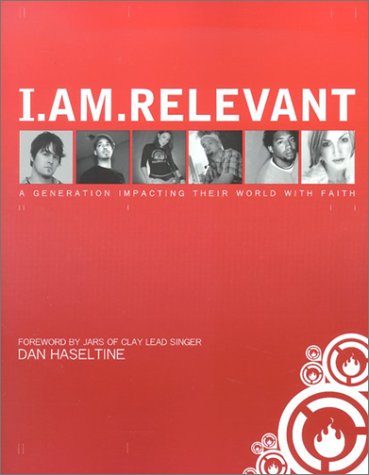 I.AM.RELEVANT
A GENERATION IMPACTING THEIR WORLD WITH FAITH
FOREWORD BY JARS OF CLAY LEAD SINGER
DAN HASELTINE